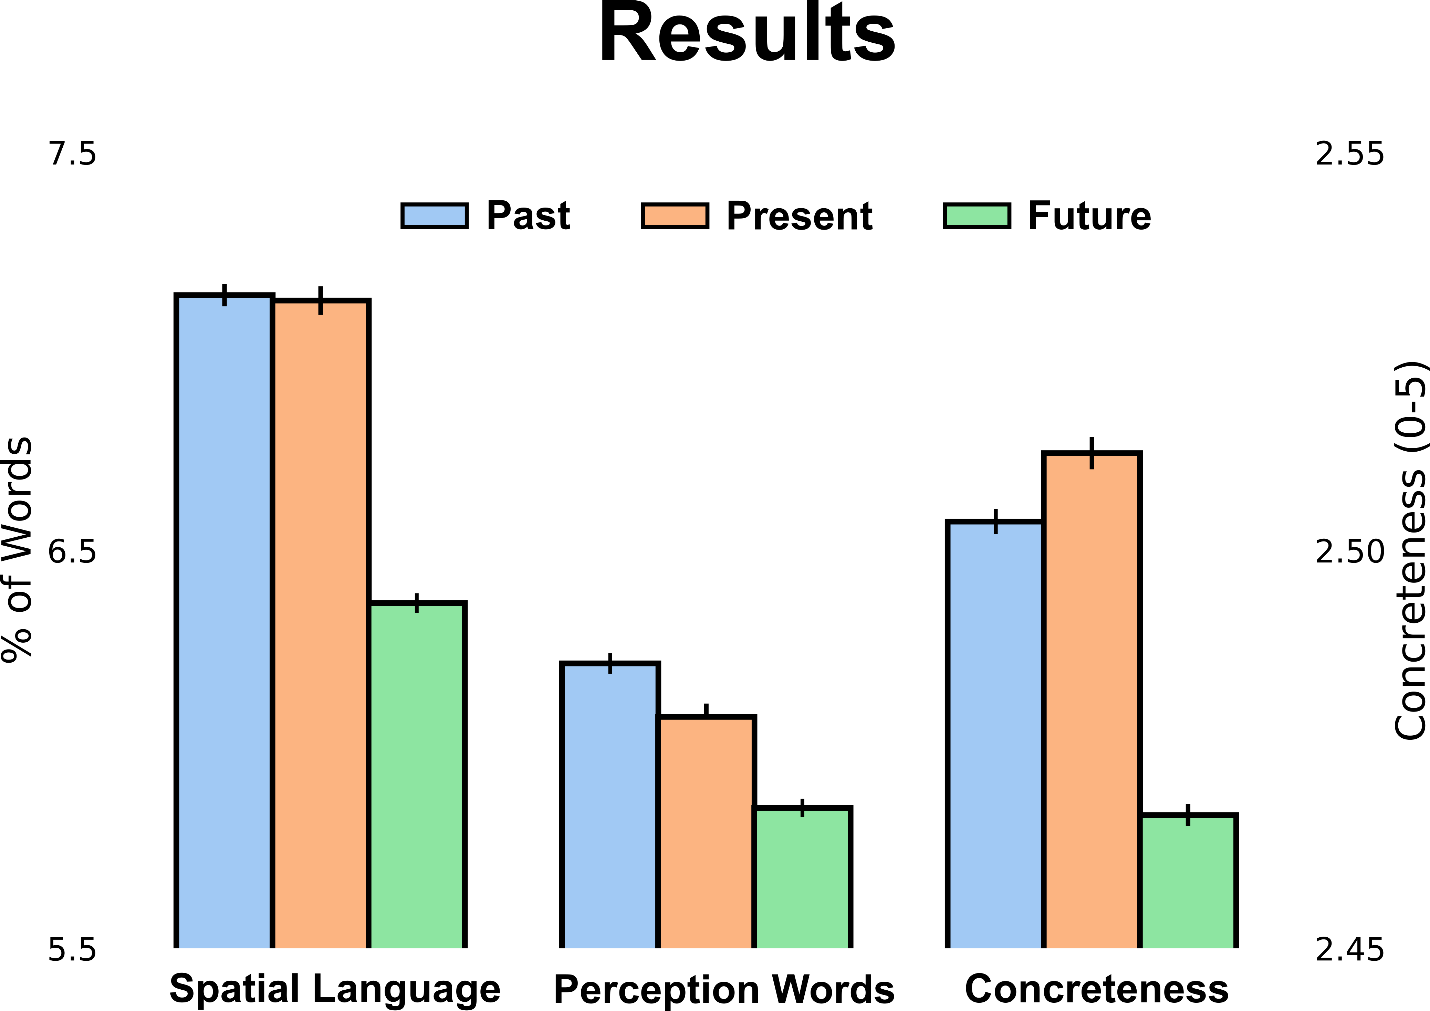 Results
7.5
2.55
Past Present Future
% of Words
6.5
2.50
Concreteness (0-5)
5.5
2.45
Spatial Language Perception Words Concreteness